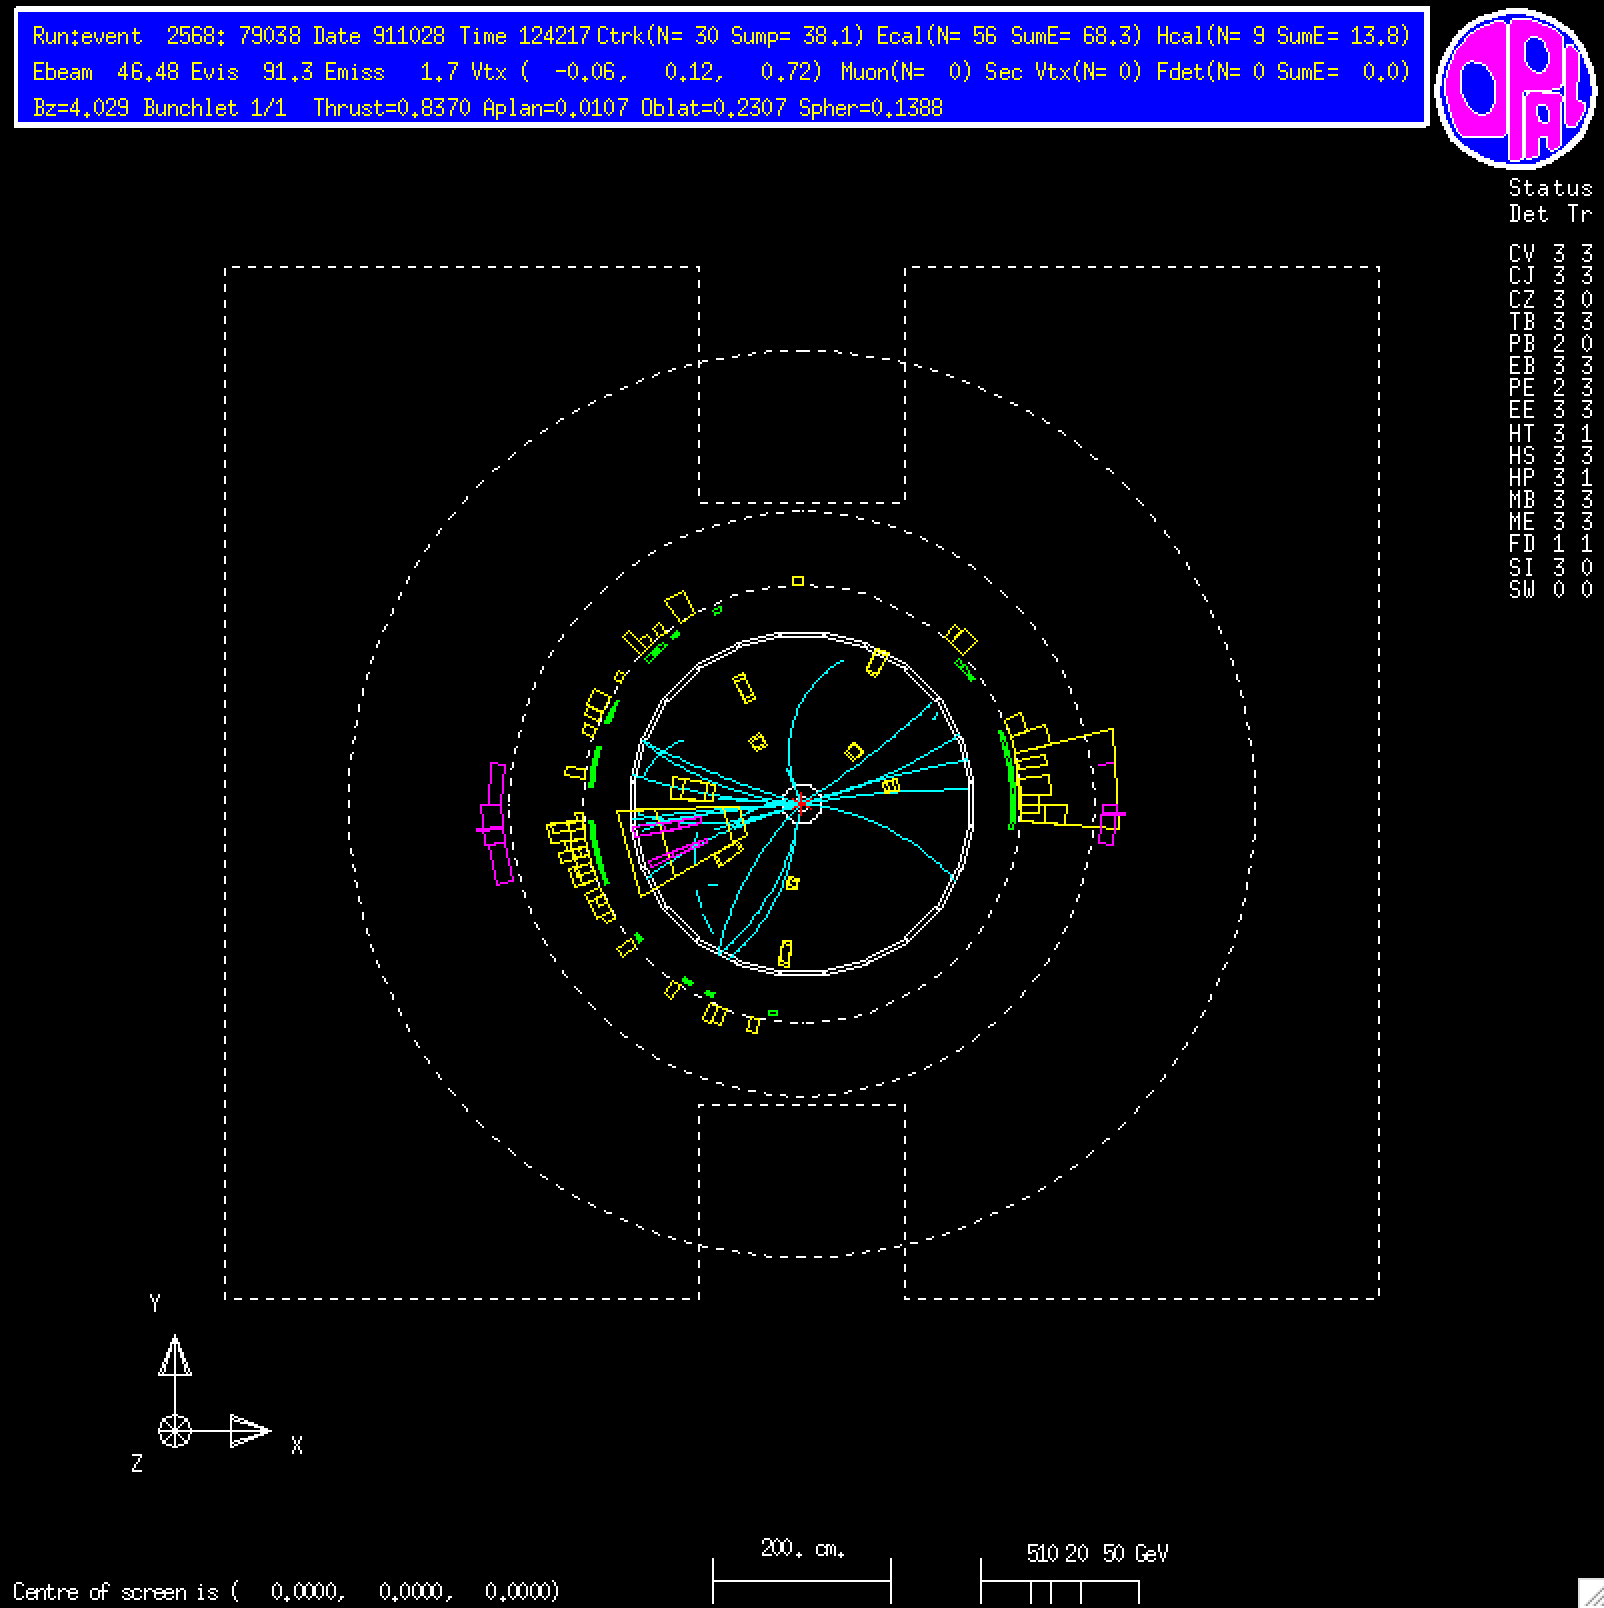 Run:event 2568: 79038 Date 911028 Time 124217 Ctrk(N= 30 Sump= 38.1) Ecal(N= 56 SumE= 68.3) Hcal(N= 9 SumE= 13.8)
Ebeam 46.48 Evis 91.3 Emiss 1.7 Vtx ( -0.06, 0.12, 0.72) Muon(N= 0) Sec Vtx(N= 0) Fdet(N= 0 SumE= 0.0)
Bz=4.029 Bunchlet 1/1 Thrust=0.8370 Aplan=0.0107 Oblat=0.2307 Spher=0.1388
OPAL
Status
Det Tr
CV 3 3
CJ 3 3
CZ 3 0
TB 3 3
PB 2 0
EB 3 3
PE 2 3
EE 3 3
HT 3 1
HS 3 3
HP 3 1
MB 3 3
ME 3 3
FD 1 1
SI 3 0
SW 0 0
Y
X
Z
200. cm.
5 10 20 50 GeV
Centre of screen is ( 0.0000, 0.0000, 0.0000)